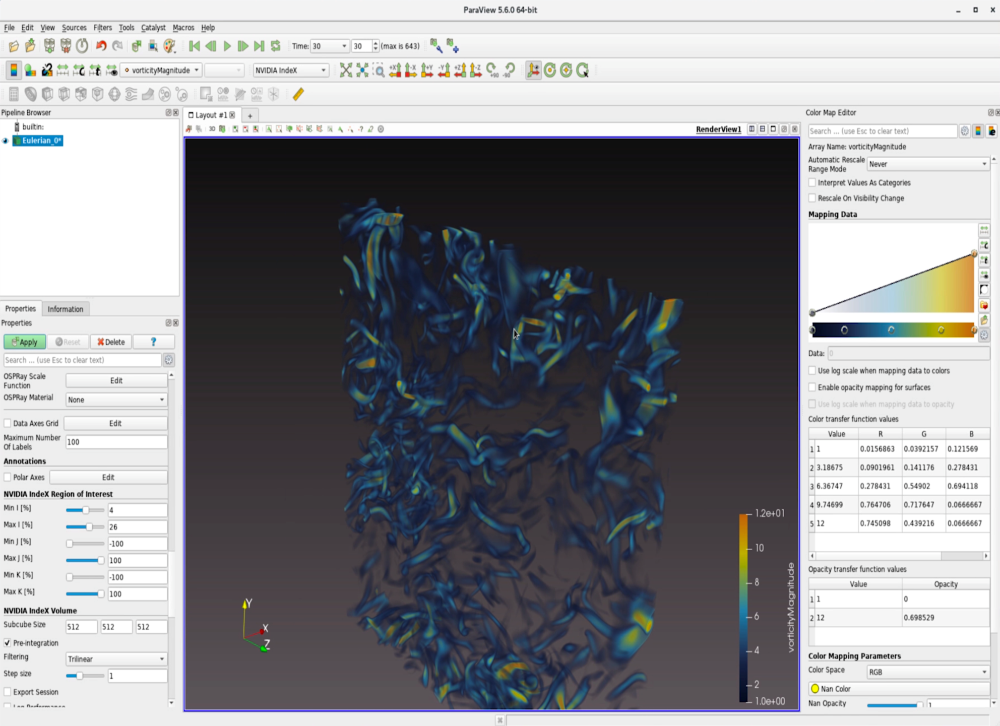 ParaView 5.6.0 64-bit
File Edit View Sources Filters Tools Catalyst Macros Help
Time: 30 30 (max is 643)
vorticityMagnitude NVIDIA IndeX +X -X +Y -Y +Z -Z +90 -90
Pipeline Browser
builtin:
Eulerian_0*
Properties Information
Properties
Apply Reset Delete ?
Search ... (use Esc to clear text)
OSPRay Scale
Function
Edit
OSPRay Material None
Data Axes Grid Edit
Maximum Number
Of Labels
100
Annotations
Polar Axes Edit
NVIDIA IndeX Region of Interest
Min I [%] 4
Max I [%] 26
Min J [%] -100
Max J [%] 100
Min K [%] -100
Max K [%] 100
NVIDIA IndeX Volume
Subcube Size 512 512 512
Pre-integration
Filtering Trilinear
Step size 1
Export Session
Layout #1 +
3D
RenderView1
Y
X
Z
1.2e+01
10
8
6
4
2
1.0e+00
vorticityMagnitude
Color Map Editor
Search ... (use Esc to clear text)
Array Name: vorticityMagnitude
Automatic Rescale
Range Mode
Never
Interpret Values As Categories
Rescale On Visibility Change
Mapping Data
Data: 0
Use log scale when mapping data to colors
Enable opacity mapping for surfaces
Use log scale when mapping data to opacity
Color transfer function values
Value R G B
1 1 0.0156863 0.0392157 0.121569
2 3.18675 0.0901961 0.141176 0.278431
3 6.36747 0.278431 0.54902 0.694118
4 9.74699 0.764706 0.717647 0.0666667
5 12 0.745098 0.439216 0.0666667
Opacity transfer function values
Value Opacity
1 1 0
2 12 0.698529
Color Mapping Parameters
Color Space RGB
Nan Color
Nan Opacity 1